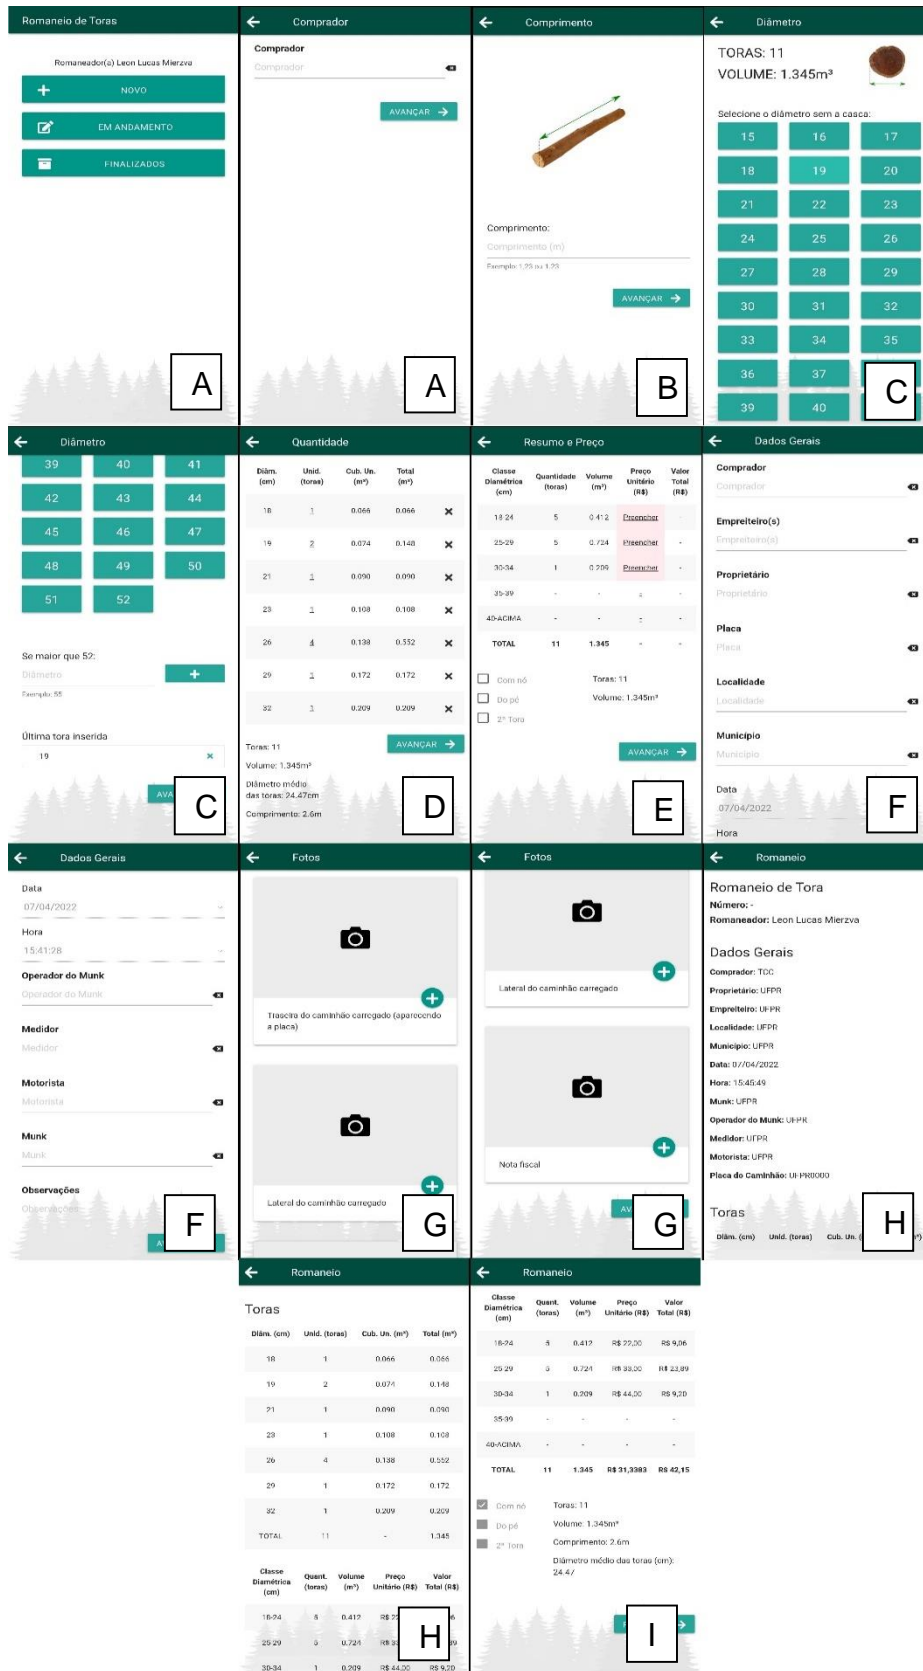 Romaneio de Toras
Romaneador(a) Leon Lucas Mierzva
NOVO
EM ANDAMENTO
FINALIZADOS
A
Comprador
Comprador
Comprador
AVANÇAR
A
Comprimento
Comprimento:
Comprimento (m)
Exemplo: 1,23 ou 1.23
AVANÇAR
B
Diâmetro
TORAS: 11
VOLUME: 1.345m³
Selecione o diâmetro sem a casca:
15 16 17
18 19 20
21 22 23
24 25 26
27 28 29
30 31 32
33 34 35
36 37
39 40
C
Diâmetro
39 40 41
42 43 44
45 46 47
48 49 50
51 52
Se maior que 52:
Diâmetro
Exemplo: 55
Última tora inserida
19
C
Quantidade
Diâm. (cm) Unid. (toras) Cub. Un. (m³) Total (m³)
18 1 0.066 0.066
19 2 0.074 0.148
21 1 0.090 0.090
23 1 0.108 0.108
26 4 0.138 0.552
29 1 0.172 0.172
32 1 0.209 0.209
AVANÇAR
Toras: 11
Volume: 1.345m³
Diâmetro médio
das toras: 24.47cm
Comprimento: 2.6m
D
Resumo e Preço
Classe Diamétrica (cm) Quantidade (toras) Volume (m³) Preço Unitário (R$) Valor Total (R$)
18-24 5 0.412 Preencher -
25-29 5 0.724 Preencher -
30-34 1 0.209 Preencher -
35-39 - - - -
40-ACIMA - - - -
TOTAL 11 1.345 - -
Com nó
Do pé
2ª Tora
Toras: 11
Volume: 1.345m³
AVANÇAR
E
Dados Gerais
Comprador
Comprador
Empreiteiro(s)
Empreiteiro(s)
Proprietário
Proprietário
Placa
Placa
Localidade
Localidade
Município
Município
Data
07/04/2022
Hora
F
Dados Gerais
Data
07/04/2022
Hora
15:41:28
Operador do Munk
Operador do Munk
Medidor
Medidor
Motorista
Motorista
Munk
Munk
Observações
Observações
F
Fotos
Traseira do caminhão carregado (aparecendo
a placa)
Lateral do caminhão carregado
G
Fotos
Lateral do caminhão carregado
Nota fiscal
G
Romaneio
Romaneio de Tora
Número: -
Romaneador: Leon Lucas Mierzva
Dados Gerais
Comprador: TCC
Proprietário: UFPR
Empreiteiro: UFPR
Localidade: UFPR
Município: UFPR
Data: 07/04/2022
Hora: 15:45:49
Munk: UFPR
Operador do Munk: UFPR
Medidor: UFPR
Motorista: UFPR
Placa do Caminhão: UFPR0000
Toras
Diâm. (cm) Unid. (toras) Cub. Un.
H
Romaneio
Toras
Diâm. (cm) Unid. (toras) Cub. Un. (m³) Total (m³)
18 1 0.066 0.066
19 2 0.074 0.148
21 1 0.090 0.090
23 1 0.108 0.108
26 4 0.138 0.552
29 1 0.172 0.172
32 1 0.209 0.209
TOTAL 11 - 1.345
Classe Diamétrica (cm) Quant. (toras) Volume (m³) Preço Unitário (R$) Valor Total (R$)
18-24 5 0.412
25-29 5 0.724
30-34 1 0.209 R$ 44,00 R$ 9,20
H
Romaneio
Classe Diamétrica (cm) Quant. (toras) Volume (m³) Preço Unitário (R$) Valor Total (R$)
18-24 5 0.412 R$ 22,00 R$ 9,06
25-29 5 0.724 R$ 33,00 R$ 23,89
30-34 1 0.209 R$ 44,00 R$ 9,20
35-39 - - - -
40-ACIMA - - - -
TOTAL 11 1.345 R$ 31,3383 R$ 42,15
Com nó
Do pé
2ª Tora
Toras: 11
Volume: 1.345m³
Comprimento: 2.6m
Diâmetro médio das toras (cm):
24.47
I